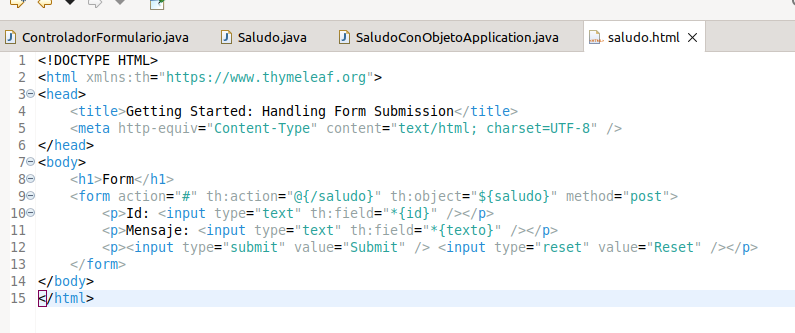 ControladorFormulario.java Saludo.java SaludoConObjetoApplication.java saludo.html
1 <!DOCTYPE HTML>
2 <html xmlns:th="https://www.thymeleaf.org">
3 <head>
4     <title>Getting Started: Handling Form Submission</title>
5     <meta http-equiv="Content-Type" content="text/html; charset=UTF-8" />
6 </head>
7 <body>
8     <h1>Form</h1>
9     <form action="#" th:action="@{/saludo}" th:object="${saludo}" method="post">
10         <p>Id: <input type="text" th:field="*{id}" /></p>
11         <p>Mensaje: <input type="text" th:field="*{texto}" /></p>
12         <p><input type="submit" value="Submit" /> <input type="reset" value="Reset" /></p>
13     </form>
14 </body>
15 </html>